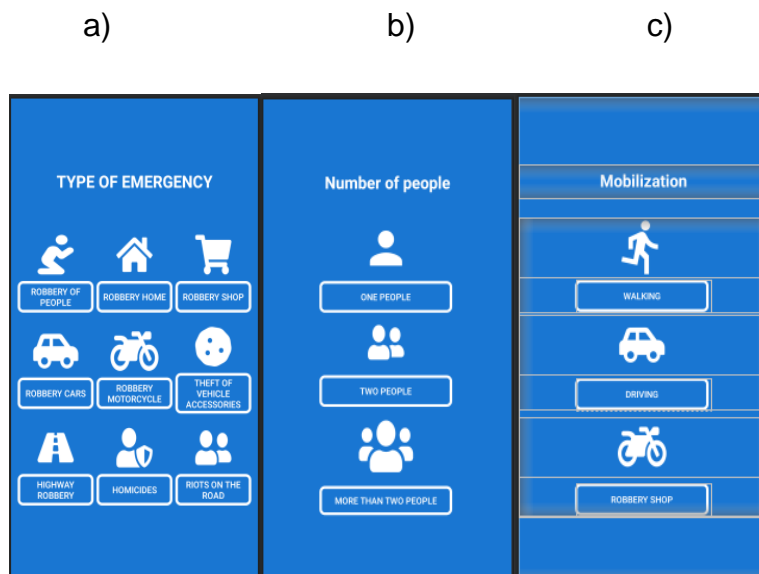 a) b) c)
TYPE OF EMERGENCY
ROBBERY OF
PEOPLE
ROBBERY HOME
ROBBERY SHOP
ROBBERY CARS
ROBBERY
MOTORCYCLE
THEFT OF
VEHICLE
ACCESSORIES
HIGHWAY
ROBBERY
HOMICIDES
RIOTS ON THE
ROAD
Number of people
ONE PEOPLE
TWO PEOPLE
MORE THAN TWO PEOPLE
Mobilization
WALKING
DRIVING
ROBBERY SHOP